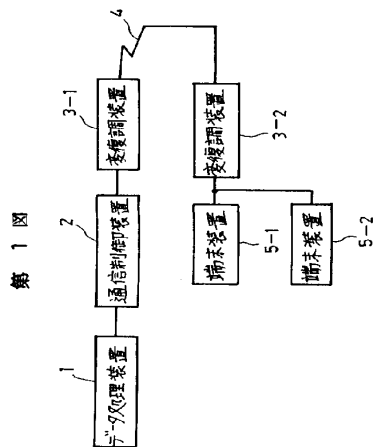 第 1 図
1
データ処理装置
2
通信制御装置
3-1
変復調装置
4
変復調装置
3-2
端末装置
5-1
端末装置
5-2